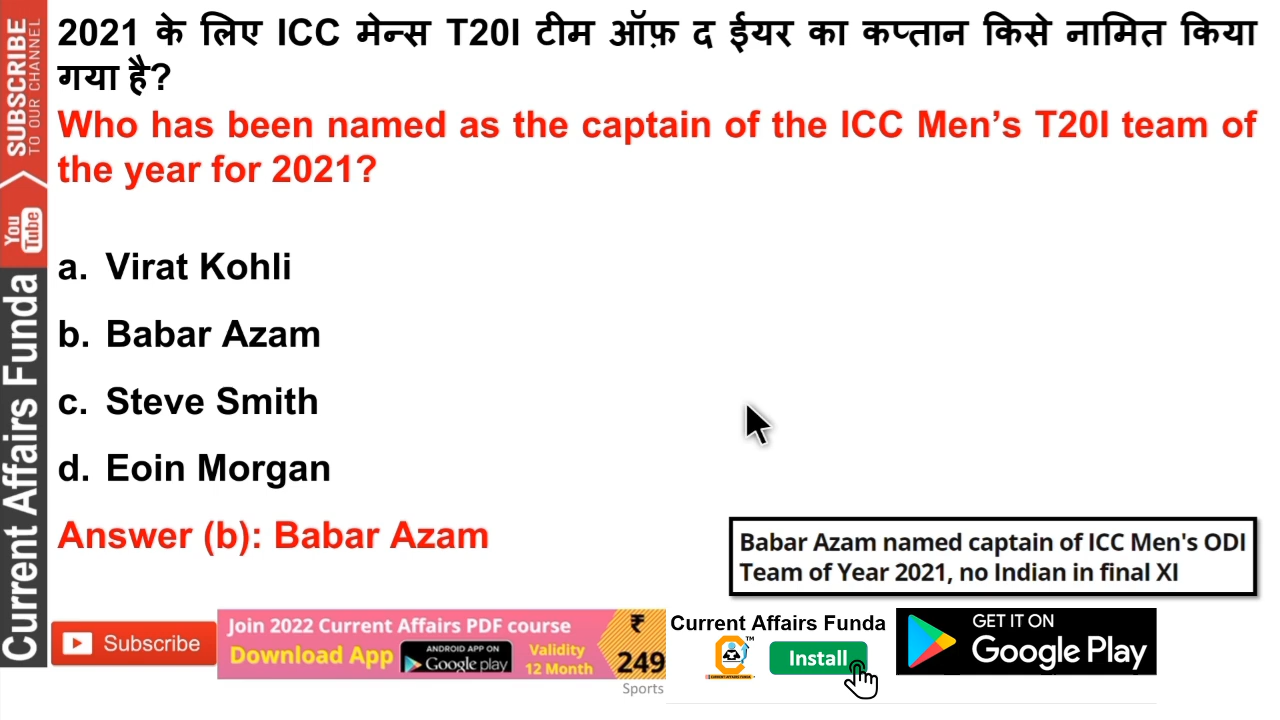 2021 के लिए ICC मेन्स T20I टीम ऑफ़ द ईयर का कप्तान किसे नामित किया
गया है?
Who has been named as the captain of the ICC Men’s T20I team of
the year for 2021?
a. Virat Kohli
b. Babar Azam
c. Steve Smith
d. Eoin Morgan
Answer (b): Babar Azam
Babar Azam named captain of ICC Men's ODI
Team of Year 2021, no Indian in final XI
SUBSCRIBE
TO OUR CHANNEL
You
Tube
Current Affairs Funda
Subscribe
Join 2022 Current Affairs PDF course
Download App
ANDROID APP ON
Google play
Validity
12 Month
₹
249
Sports
Current Affairs Funda
TM
Install
GET IT ON
Google Play